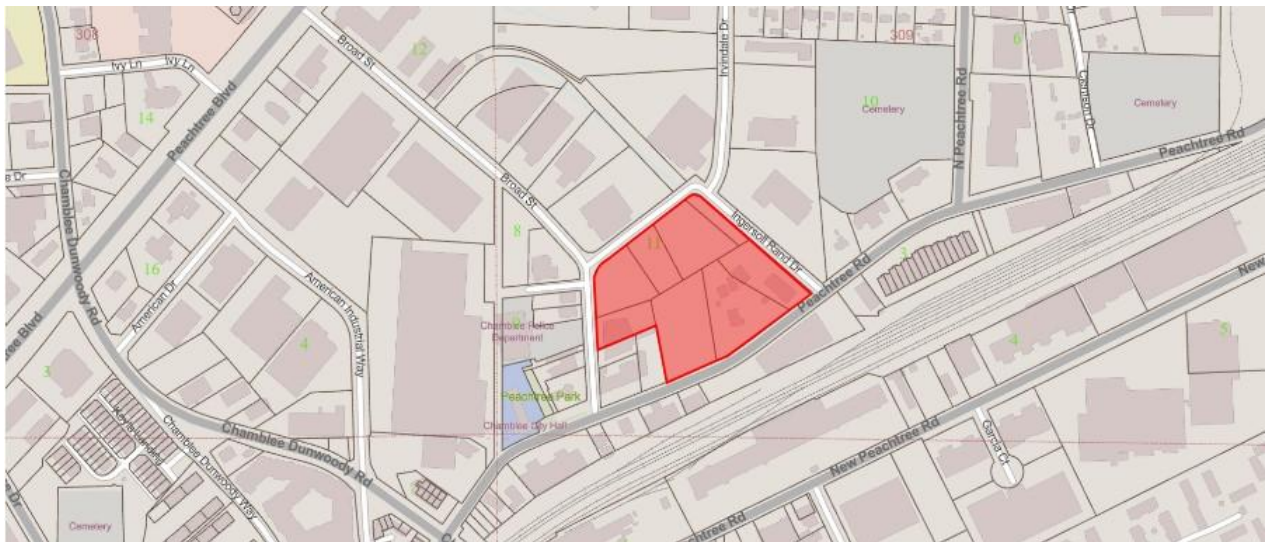 308
Ivy Ln
Ivy Ln
Broad St
12
Irvindale Dr
309
N Peachtree Rd
6
14
Peachtree Blvd
10
Cemetery
Cemetery
Peachtree Rd
Dr
Chamblee Dunwoody Rd
Broad St
8
11
Ingersoll Rand Dr
3
16
American Dr
American Industrial Way
Peachtree Rd
New
Chamblee Police
Department
Blvd
4
4
5
3
Peachtree Park
Chamblee City Hall
Chamblee Dunwoody Rd
Chamblee Dunwoody Way
New Peachtree Rd
Garcia Ct
Cemetery
Peachtree Rd
Dr